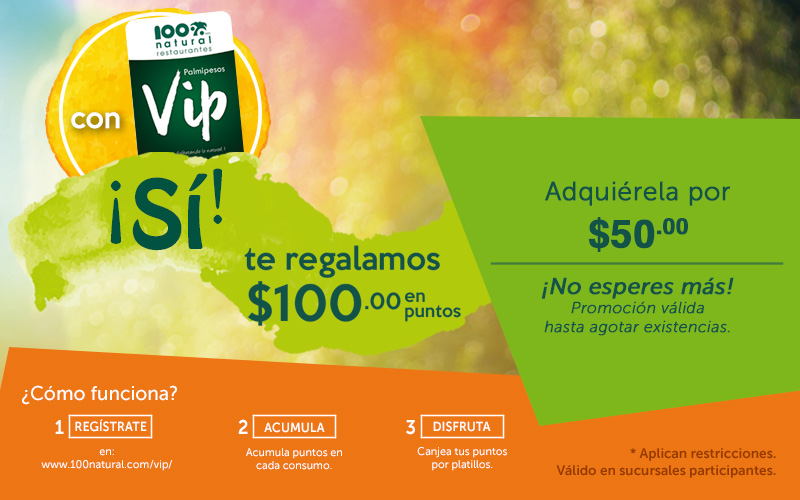 100%
natural
restaurantes
Palmipesos
Vip
con
¡Sí!
te regalamos
$100.00 en
puntos
Adquiérela por
$50.00
¡No esperes más!
Promoción válida
hasta agotar existencias.
¿Cómo funciona?
1 REGÍSTRATE
en:
www.100natural.com/vip/
2 ACUMULA
Acumula puntos en
cada consumo.
3 DISFRUTA
Canjea tus puntos
por platillos.
* Aplican restricciones.
Válido en sucursales participantes.